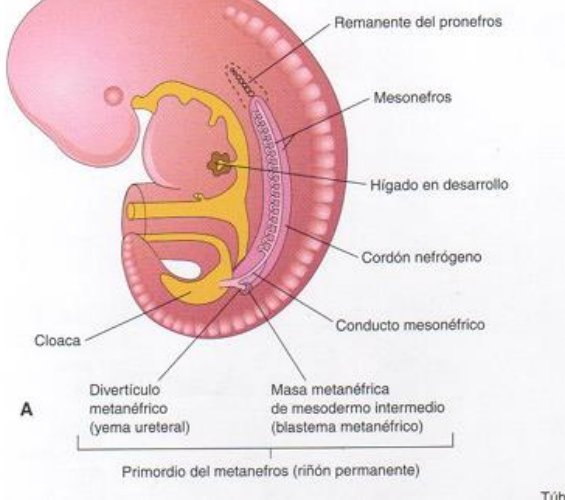 Remanente del pronefros
Mesonefros
Hígado en desarrollo
Cordón nefrógeno
Conducto mesonéfrico
Cloaca
Divertículo
metanéfrico
(yema ureteral)
Masa metanéfrica
de mesodermo intermedio
(blastema metanéfrico)
A
Primordio del metanefros (riñón permanente)